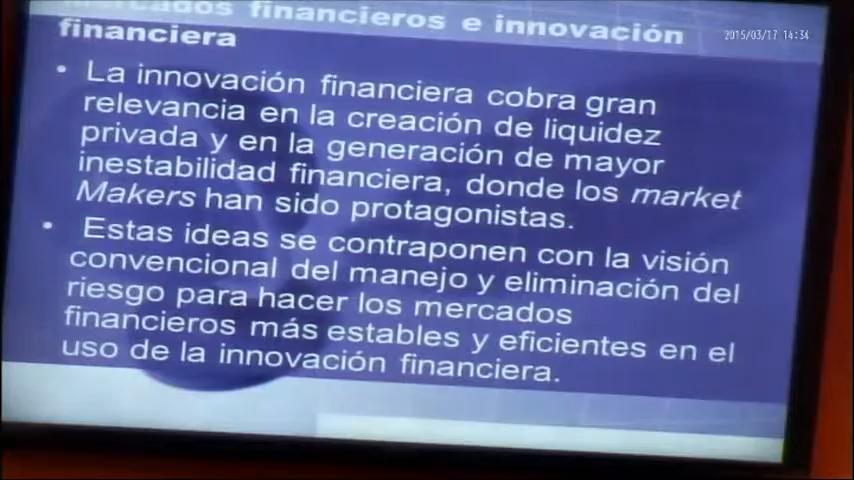 Mercados financieros e innovación
financiera
2015/03/17 14:34
• La innovación financiera cobra gran
relevancia en la creación de liquidez
privada y en la generación de mayor
inestabilidad financiera, donde los market
Makers han sido protagonistas.
• Estas ideas se contraponen con la visión
convencional del manejo y eliminación del
riesgo para hacer los mercados
financieros más estables y eficientes en el
uso de la innovación financiera.